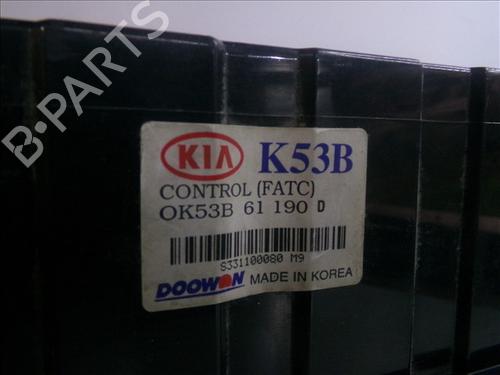 B-PARTS
KIA K53B
CONTROL (FATC)
OK53B 61 190 D
S331100080 M9
DOOWON MADE IN KOREA